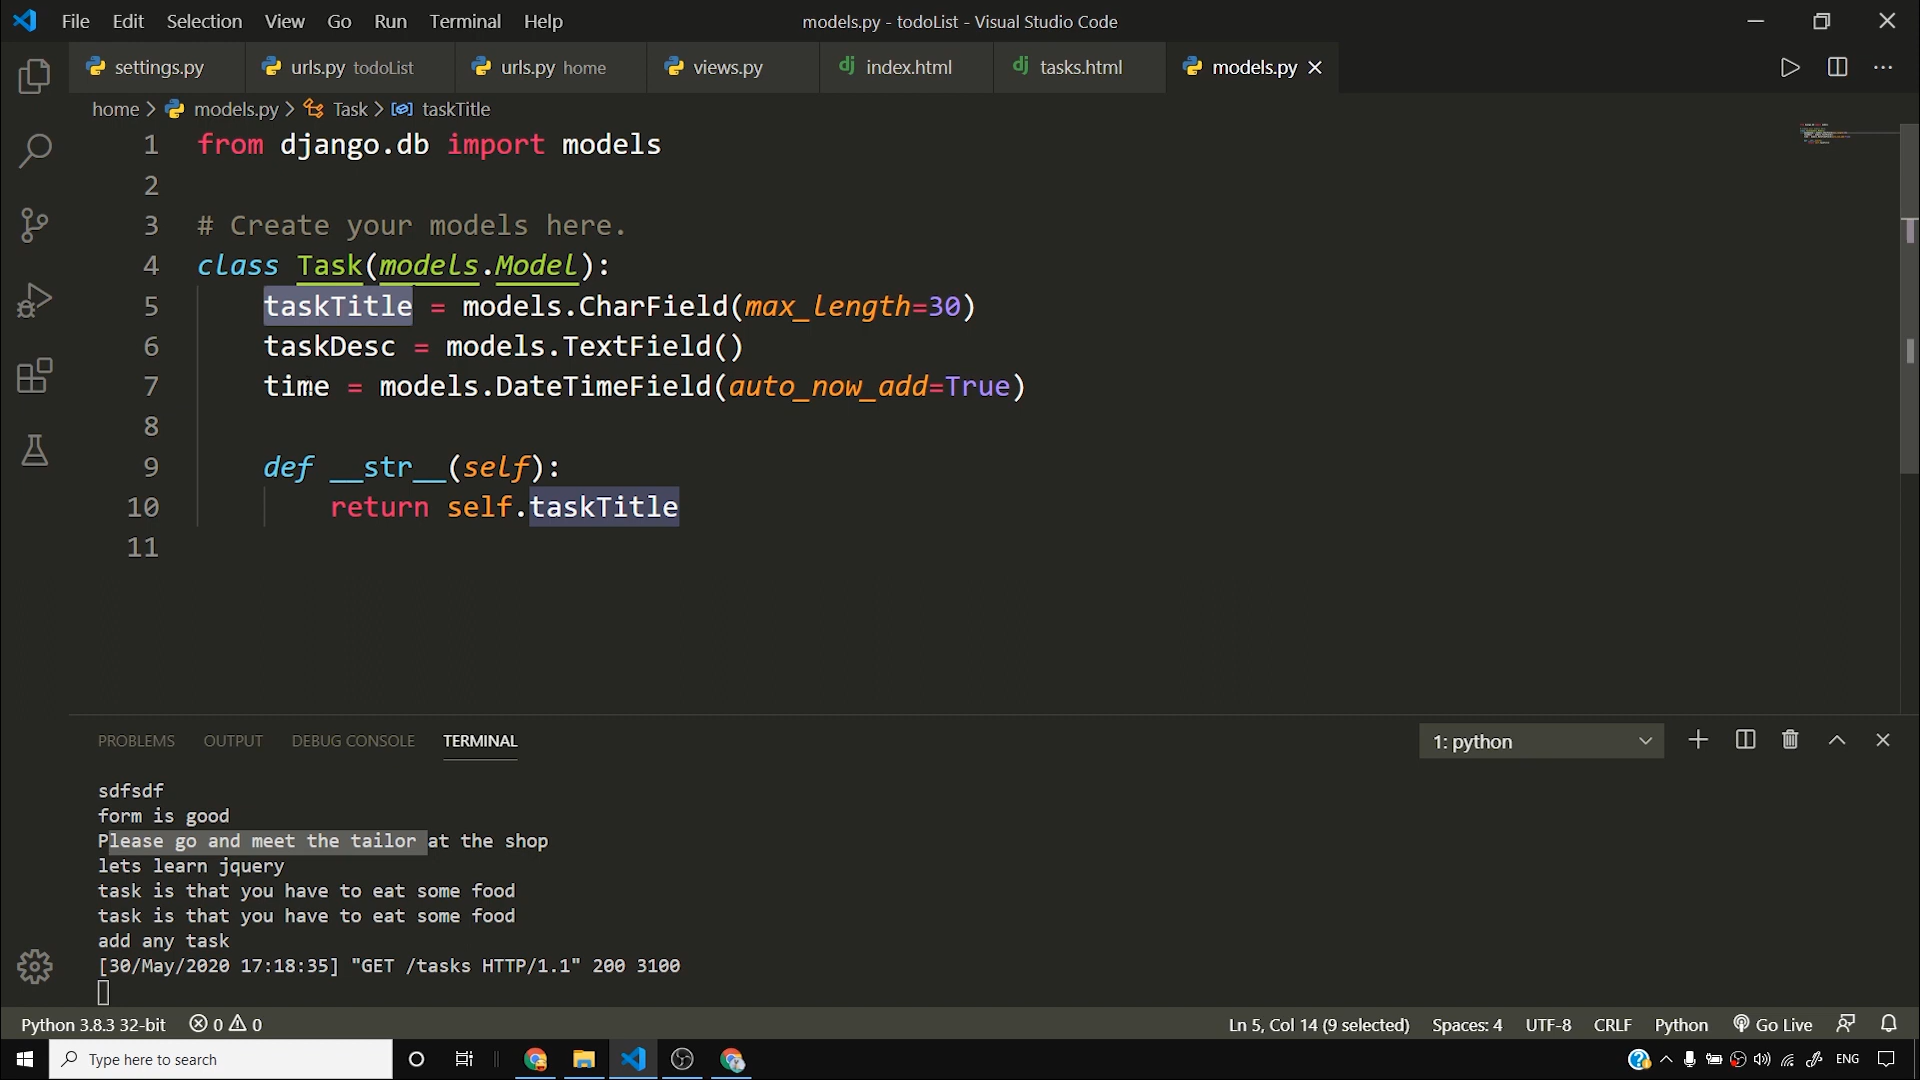 File Edit Selection View Go Run Terminal Help models.py - todoList - Visual Studio Code
settings.py urls.py todoList urls.py home views.py dj index.html dj tasks.html models.py
home > models.py > Task > taskTitle
1 from django.db import models
2
3 # Create your models here.
4 class Task(models.Model):
5 taskTitle = models.CharField(max_length=30)
6 taskDesc = models.TextField()
7 time = models.DateTimeField(auto_now_add=True)
8
9 def __str__(self):
10 return self.taskTitle
11
PROBLEMS OUTPUT DEBUG CONSOLE TERMINAL 1: python
sdfsdf
form is good
Please go and meet the tailor at the shop
lets learn jquery
task is that you have to eat some food
task is that you have to eat some food
add any task
[30/May/2020 17:18:35] "GET /tasks HTTP/1.1" 200 3100
Python 3.8.3 32-bit 0 0 Ln 5, Col 14 (9 selected) Spaces: 4 UTF-8 CRLF Python Go Live
Type here to search ENG